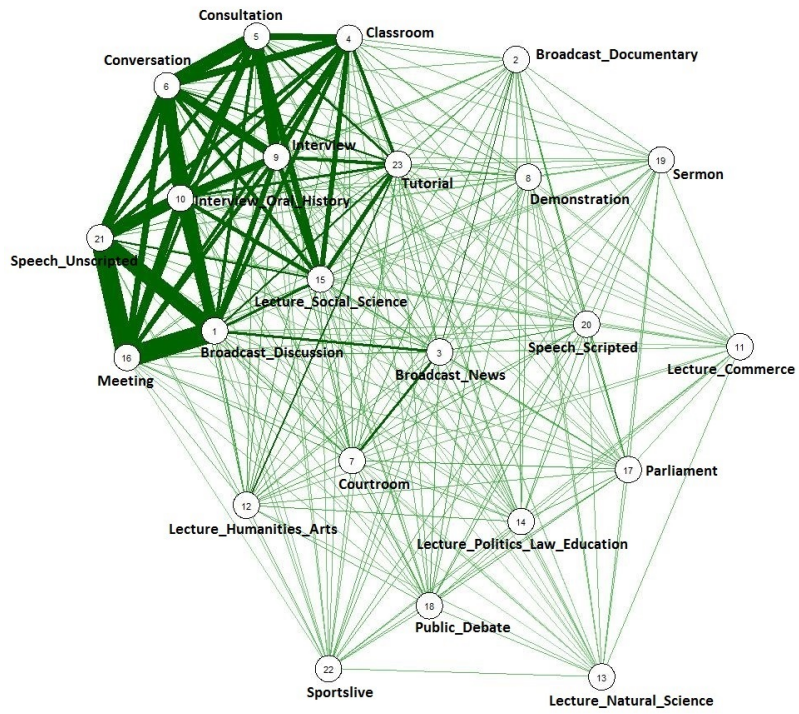 Consultation
5
4
Classroom
Conversation
6
2
Broadcast_Documentary
9
Interview
23
Tutorial
19
Sermon
8
Demonstration
10
Interview_Oral_History
21
Speech_Unscripted
15
Lecture_Social_Science
1
Broadcast_Discussion
16
Meeting
3
Broadcast_News
20
Speech_Scripted
11
Lecture_Commerce
7
Courtroom
17
Parliament
12
Lecture_Humanities_Arts
14
Lecture_Politics_Law_Education
18
Public_Debate
22
Sportslive
13
Lecture_Natural_Science